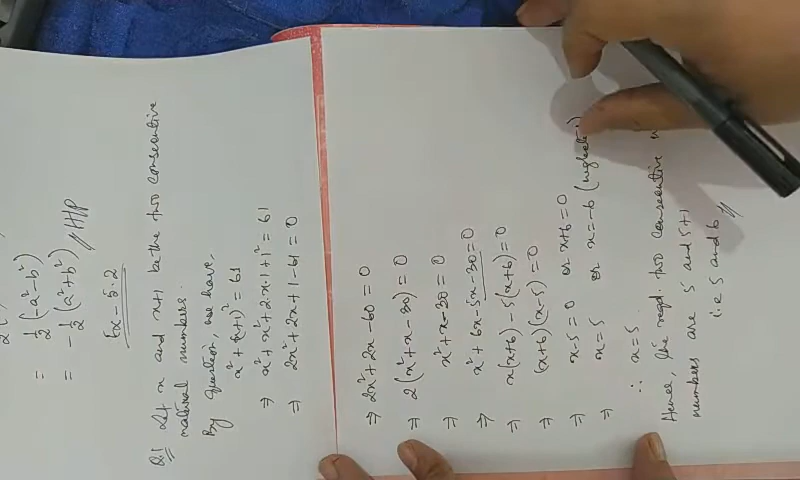 = 1/2 (-a² - b²)
= - 1/2 (a² + b²) // H/P
Ex - 5.2
Q.1 Let x and x+1 be the two consecutive
natural numbers.
By question, we have,
x² + (x+1)² = 61
⇒ x² + x² + 2·x·1 + 1² = 61
⇒ 2x² + 2x + 1 - 61 = 0
⇒ 2x² + 2x - 60 = 0
⇒ 2(x² + x - 30) = 0
⇒ x² + x - 30 = 0
⇒ x² + 6x - 5x - 30 = 0
⇒ x(x+6) - 5(x+6) = 0
⇒ (x+6)(x-5) = 0
⇒ x-5 = 0 or x+6 = 0
⇒ x = 5 or x = -6 (neglecting)
∴ x = 5.
Hence, the reqd. two consecutive
numbers are 5 and 5+1
i.e 5 and 6 //